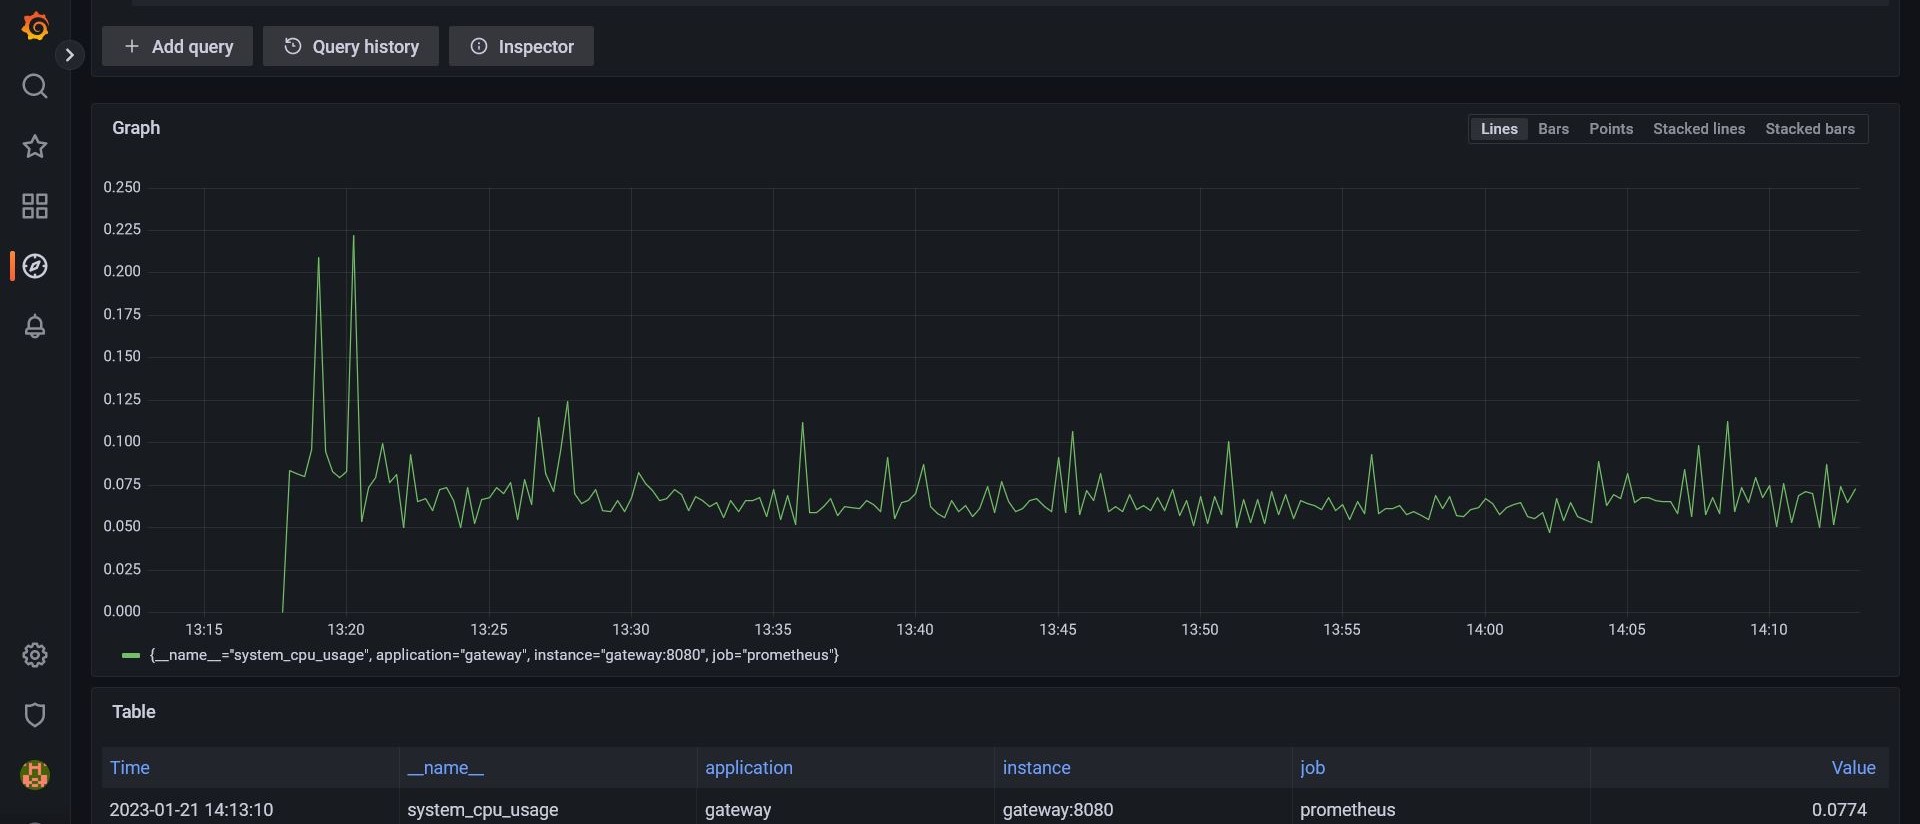 Add query Query history Inspector
Graph
Lines Bars Points Stacked lines Stacked bars
0.250
0.225
0.200
0.175
0.150
0.125
0.100
0.075
0.050
0.025
0.000
13:15 13:20 13:25 13:30 13:35 13:40 13:45 13:50 13:55 14:00 14:05 14:10
{__name__="system_cpu_usage", application="gateway", instance="gateway:8080", job="prometheus"}
Table
Time __name__ application instance job Value
2023-01-21 14:13:10 system_cpu_usage gateway gateway:8080 prometheus 0.0774